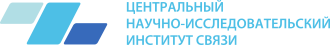 ЦЕНТРАЛЬНЫЙ
НАУЧНО-ИССЛЕДОВАТЕЛЬСКИЙ
ИНСТИТУТ СВЯЗИ